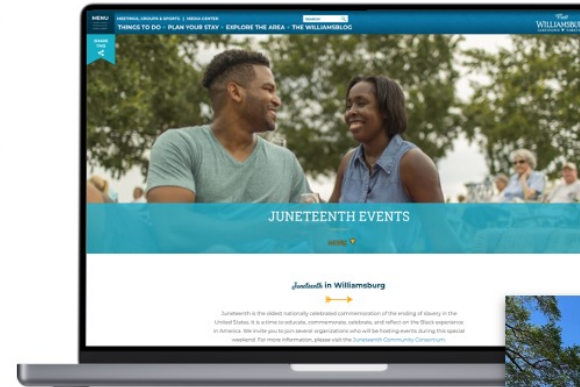 MENU
MEETINGS, GROUPS & SPORTS | MEDIA CENTER
SEARCH
THINGS TO DO PLAN YOUR STAY EXPLORE THE AREA THE WILLIAMSBLOG
Visit
WILLIAMSBU
SHARE
THIS
JUNETEENTH EVENTS
MORE
Juneteenth in Williamsburg
Juneteenth is the oldest nationally celebrated commemoration of the ending of slavery in the
United States. It is a time to educate, commemorate, celebrate, and reflect on the Black experience
in America. We invite you to join several organizations who will be hosting events during this special
weekend. For more information, please visit the Juneteenth Community Consortium.